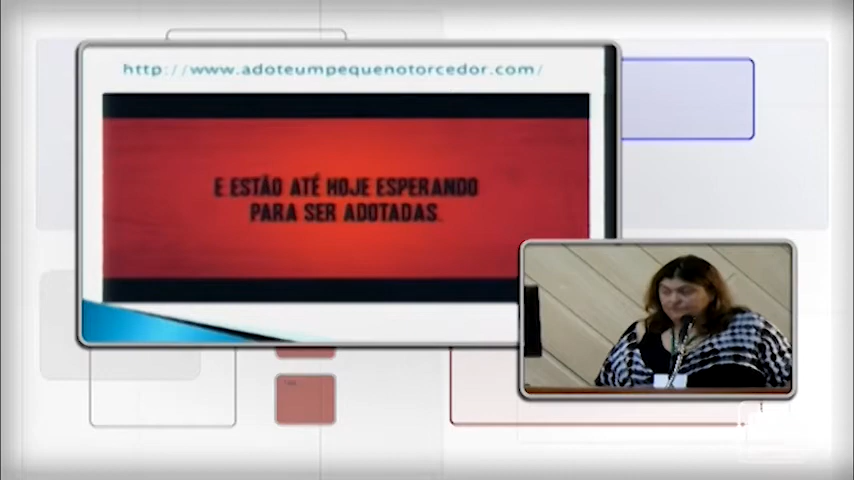 http://www.adoteumpequenotorcedor.com/
E ESTÃO ATÉ HOJE ESPERANDO
PARA SER ADOTADAS.